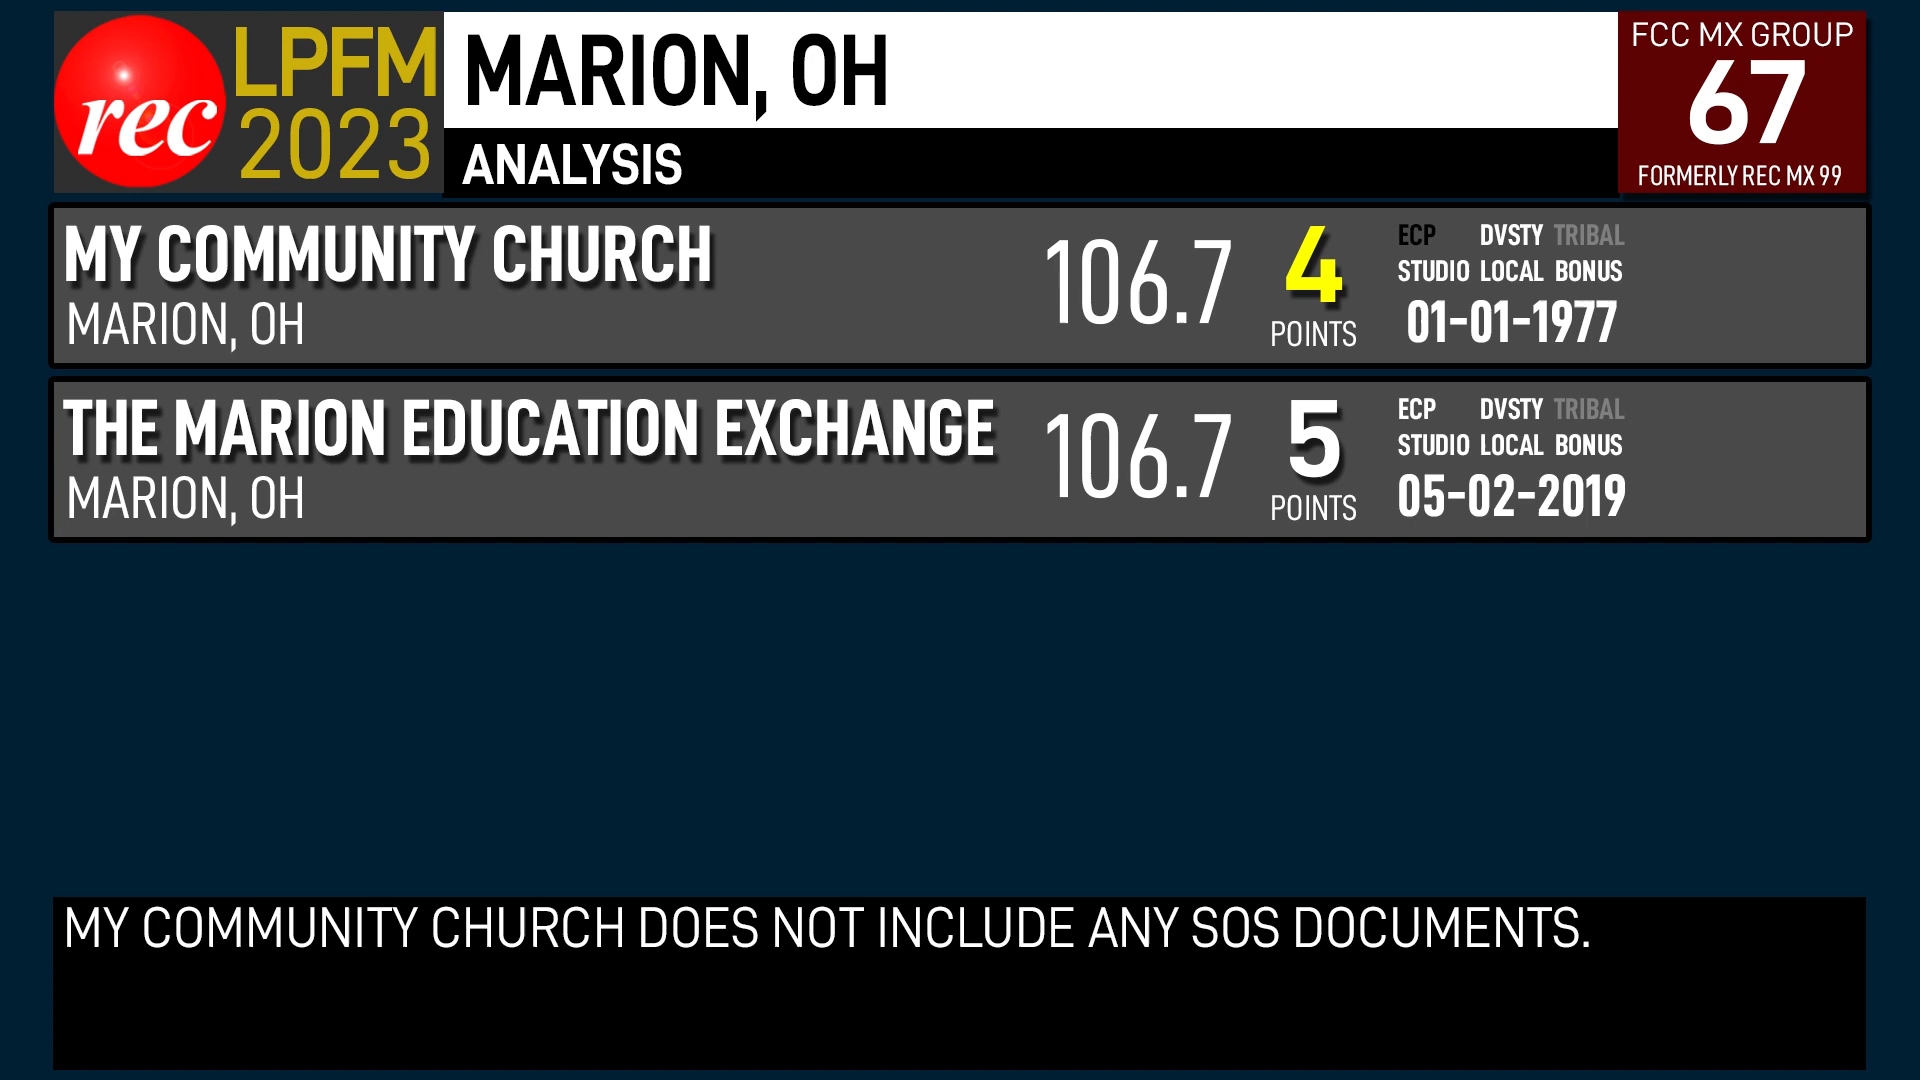 rec
LPFM
2023
MARION, OH
ANALYSIS
FCC MX GROUP
67
FORMERLY REC MX 99
MY COMMUNITY CHURCH
MARION, OH
106.7
4
POINTS
ECP DVSTY TRIBAL
STUDIO LOCAL BONUS
01-01-1977
THE MARION EDUCATION EXCHANGE
MARION, OH
106.7
5
POINTS
ECP DVSTY TRIBAL
STUDIO LOCAL BONUS
05-02-2019
MY COMMUNITY CHURCH DOES NOT INCLUDE ANY SOS DOCUMENTS.